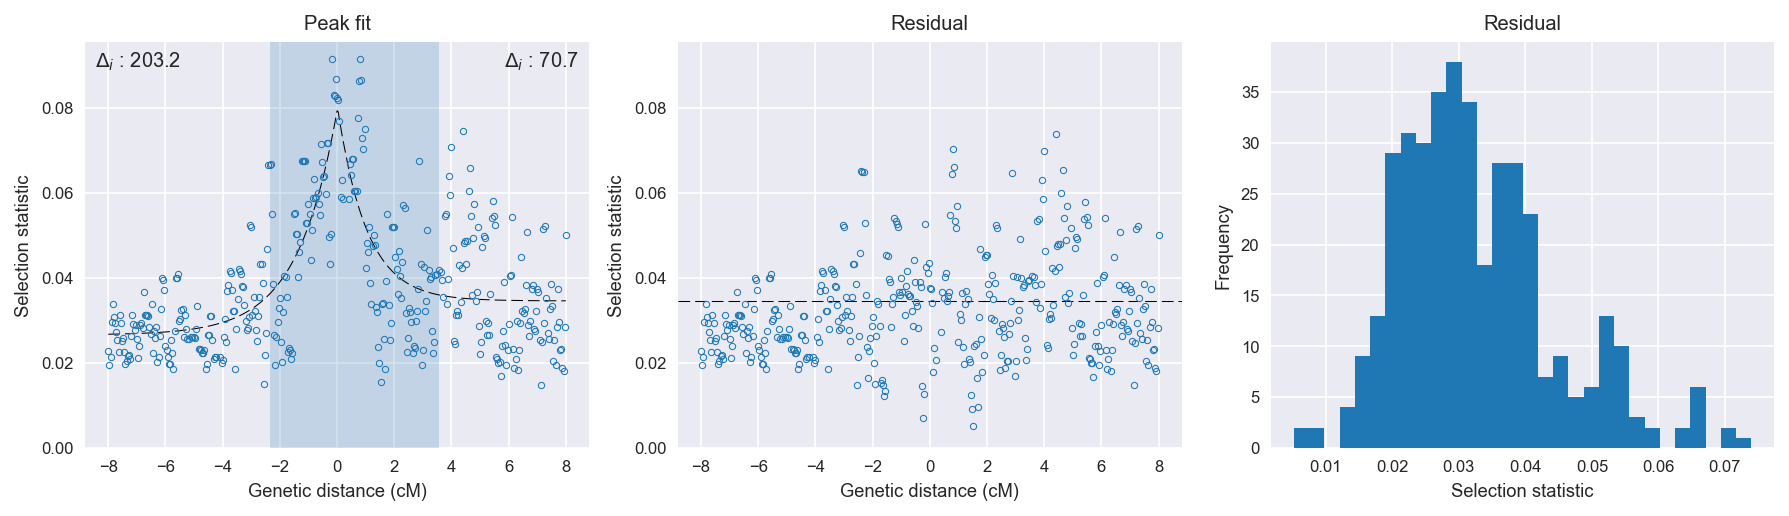 Peak fit
Δi : 203.2
Δi : 70.7
Selection statistic
0.08
0.06
0.04
0.02
0.00
−8 −6 −4 −2 0 2 4 6 8
Genetic distance (cM)
Residual
Selection statistic
0.08
0.06
0.04
0.02
0.00
−8 −6 −4 −2 0 2 4 6 8
Genetic distance (cM)
Residual
Frequency
35
30
25
20
15
10
5
0
0.01 0.02 0.03 0.04 0.05 0.06 0.07
Selection statistic